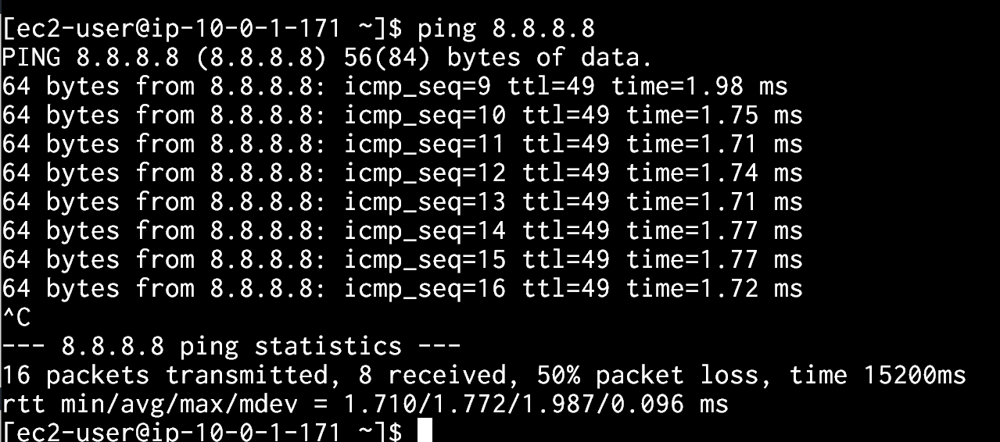 [ec2-user@ip-10-0-1-171 ~]$ ping 8.8.8.8
PING 8.8.8.8 (8.8.8.8) 56(84) bytes of data.
64 bytes from 8.8.8.8: icmp_seq=9 ttl=49 time=1.98 ms
64 bytes from 8.8.8.8: icmp_seq=10 ttl=49 time=1.75 ms
64 bytes from 8.8.8.8: icmp_seq=11 ttl=49 time=1.71 ms
64 bytes from 8.8.8.8: icmp_seq=12 ttl=49 time=1.74 ms
64 bytes from 8.8.8.8: icmp_seq=13 ttl=49 time=1.71 ms
64 bytes from 8.8.8.8: icmp_seq=14 ttl=49 time=1.77 ms
64 bytes from 8.8.8.8: icmp_seq=15 ttl=49 time=1.77 ms
64 bytes from 8.8.8.8: icmp_seq=16 ttl=49 time=1.72 ms
^C
--- 8.8.8.8 ping statistics ---
16 packets transmitted, 8 received, 50% packet loss, time 15200ms
rtt min/avg/max/mdev = 1.710/1.772/1.987/0.096 ms
[ec2-user@ip-10-0-1-171 ~]$